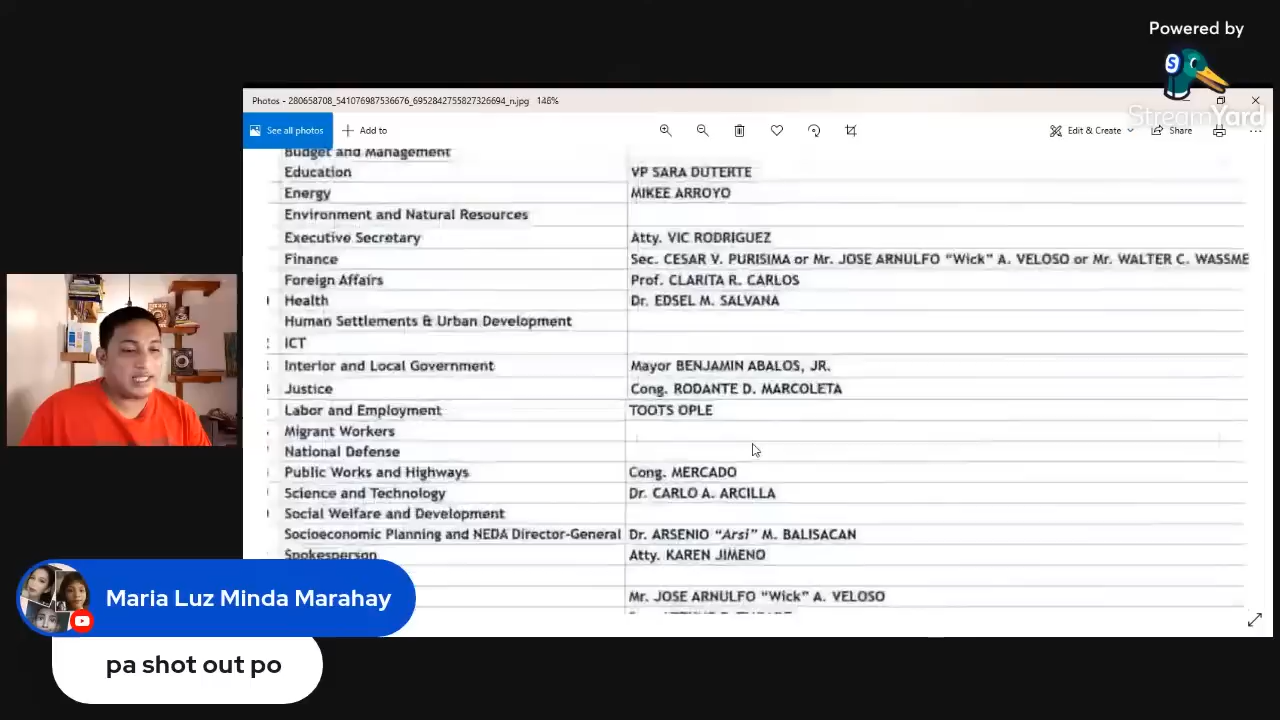 Powered by
StreamYard
Photos - 280658708_541076987536676_6952842755827326694_n.jpg 148%
See all photos
Add to
Edit & Create
Share
Budget and Management
Education VP SARA DUTERTE
Energy MIKEE ARROYO
Environment and Natural Resources
Executive Secretary Atty. VIC RODRIGUEZ
Finance Sec. CESAR V. PURISIMA or Mr. JOSE ARNULFO “Wick” A. VELOSO or Mr. WALTER C. WASSME
Foreign Affairs Prof. CLARITA R. CARLOS
Health Dr. EDSEL M. SALVANA
Human Settlements & Urban Development
ICT
Interior and Local Government Mayor BENJAMIN ABALOS, JR.
Justice Cong. RODANTE D. MARCOLETA
Labor and Employment TOOTS OPLE
Migrant Workers
National Defense
Public Works and Highways Cong. MERCADO
Science and Technology Dr. CARLO A. ARCILLA
Social Welfare and Development
Socioeconomic Planning and NEDA Director-General Dr. ARSENIO “Arsi” M. BALISACAN
Spokesperson Atty. KAREN JIMENO
Mr. JOSE ARNULFO “Wick” A. VELOSO
Maria Luz Minda Marahay
pa shot out po